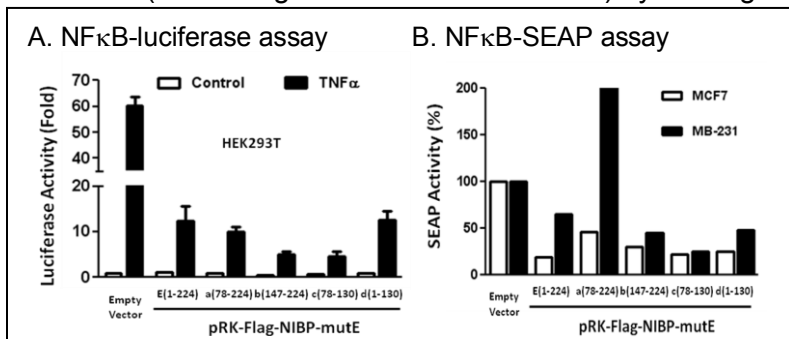 A. NFκB-luciferase assay
B. NFκB-SEAP assay
Luciferase Activity (Fold)
70
60
50
40
20
10
0
Control
TNFα
HEK293T
Empty Vector
E(1-224)
a(78-224)
b(147-224)
c(78-130)
d(1-130)
pRK-Flag-NIBP-mutE
SEAP Activity (%)
200
150
100
50
0
MCF7
MB-231
Empty Vector
E(1-224)
a(78-224)
b(147-224)
c(78-130)
d(1-130)
pRK-Flag-NIBP-mutE